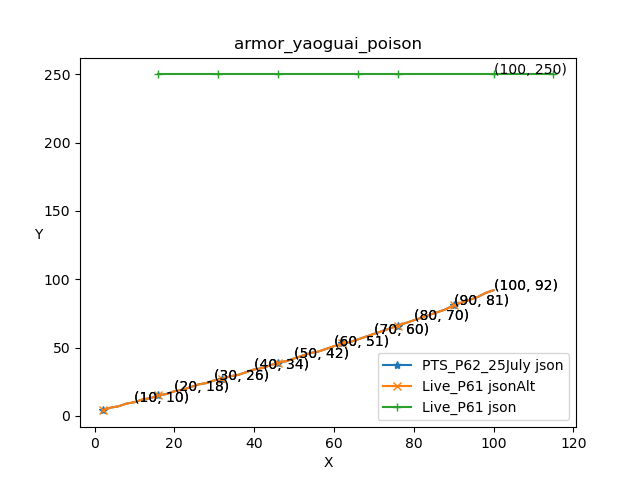 armor_yaoguai_poison
250
200
150
100
50
0
Y
(100, 250)
(100, 92)
(90, 81)
(80, 70)
(70, 60)
(60, 51)
(50, 42)
(40, 34)
(30, 26)
(20, 18)
(10, 10)
PTS_P62_25July json
Live_P61 jsonAlt
Live_P61 json
0 20 40 60 80 100 120
X